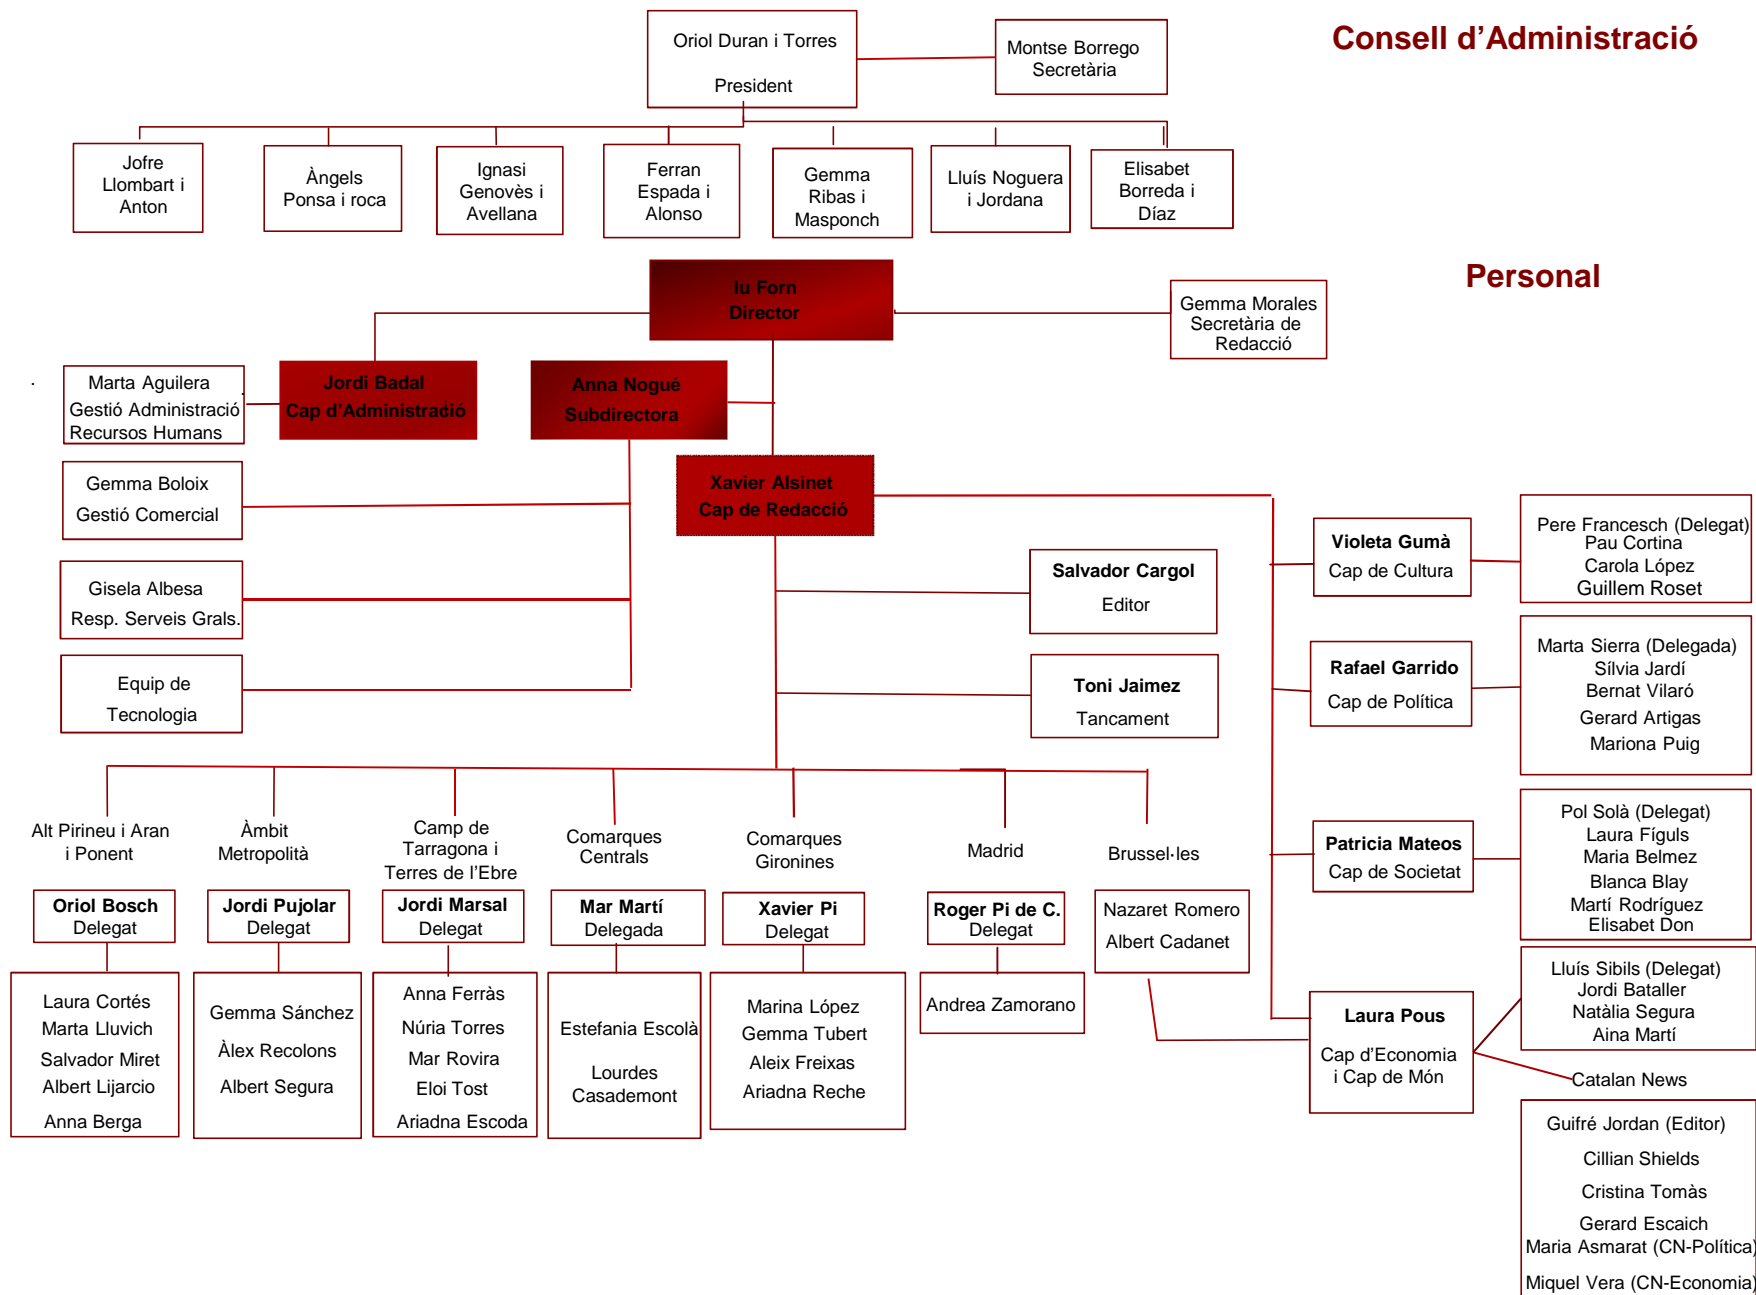 Consell d’Administració
Oriol Duran i Torres
President
Montse Borrego
Secretària
Jofre
Llombart i
Anton
Àngels
Ponsa i roca
Ignasi
Genovès i
Avellana
Ferran
Espada i
Alonso
Gemma
Ribas i
Masponch
Lluís Noguera
i Jordana
Elisabet
Borreda i
Díaz
Personal
Iu Forn
Director
Gemma Morales
Secretària de
Redacció
Marta Aguilera
Gestió Administració
Recursos Humans
Jordi Badal
Cap d’Administració
Anna Nogué
Subdirectora
Gemma Boloix
Gestió Comercial
Xavier Alsinet
Cap de Redacció
Gisela Albesa
Resp. Serveis Grals.
Equip de
Tecnologia
Salvador Cargol
Editor
Toni Jaimez
Tancament
Violeta Gumà
Cap de Cultura
Pere Francesch (Delegat)
Pau Cortina
Carola López
Guillem Roset
Rafael Garrido
Cap de Política
Marta Sierra (Delegada)
Sílvia Jardí
Bernat Vilaró
Gerard Artigas
Mariona Puig
Patricia Mateos
Cap de Societat
Pol Solà (Delegat)
Laura Fíguls
Maria Belmez
Blanca Blay
Martí Rodríguez
Elisabet Don
Laura Pous
Cap d’Economia
i Cap de Món
Lluís Sibils (Delegat)
Jordi Bataller
Natàlia Segura
Aina Martí
Catalan News
Guifré Jordan (Editor)
Cillian Shields
Cristina Tomàs
Gerard Escaich
Maria Asmarat (CN-Política)
Miquel Vera (CN-Economia)
Alt Pirineu i Aran
i Ponent
Oriol Bosch
Delegat
Laura Cortés
Marta Lluvich
Salvador Miret
Albert Lijarcio
Anna Berga
Àmbit
Metropolità
Jordi Pujolar
Delegat
Gemma Sánchez
Àlex Recolons
Albert Segura
Camp de
Tarragona i
Terres de l’Ebre
Jordi Marsal
Delegat
Anna Ferràs
Núria Torres
Mar Rovira
Eloi Tost
Ariadna Escoda
Comarques
Centrals
Mar Martí
Delegada
Estefania Escolà
Lourdes
Casademont
Comarques
Gironines
Xavier Pi
Delegat
Marina López
Gemma Tubert
Aleix Freixas
Ariadna Reche
Madrid
Roger Pi de C.
Delegat
Andrea Zamorano
Brussel·les
Nazaret Romero
Albert Cadanet